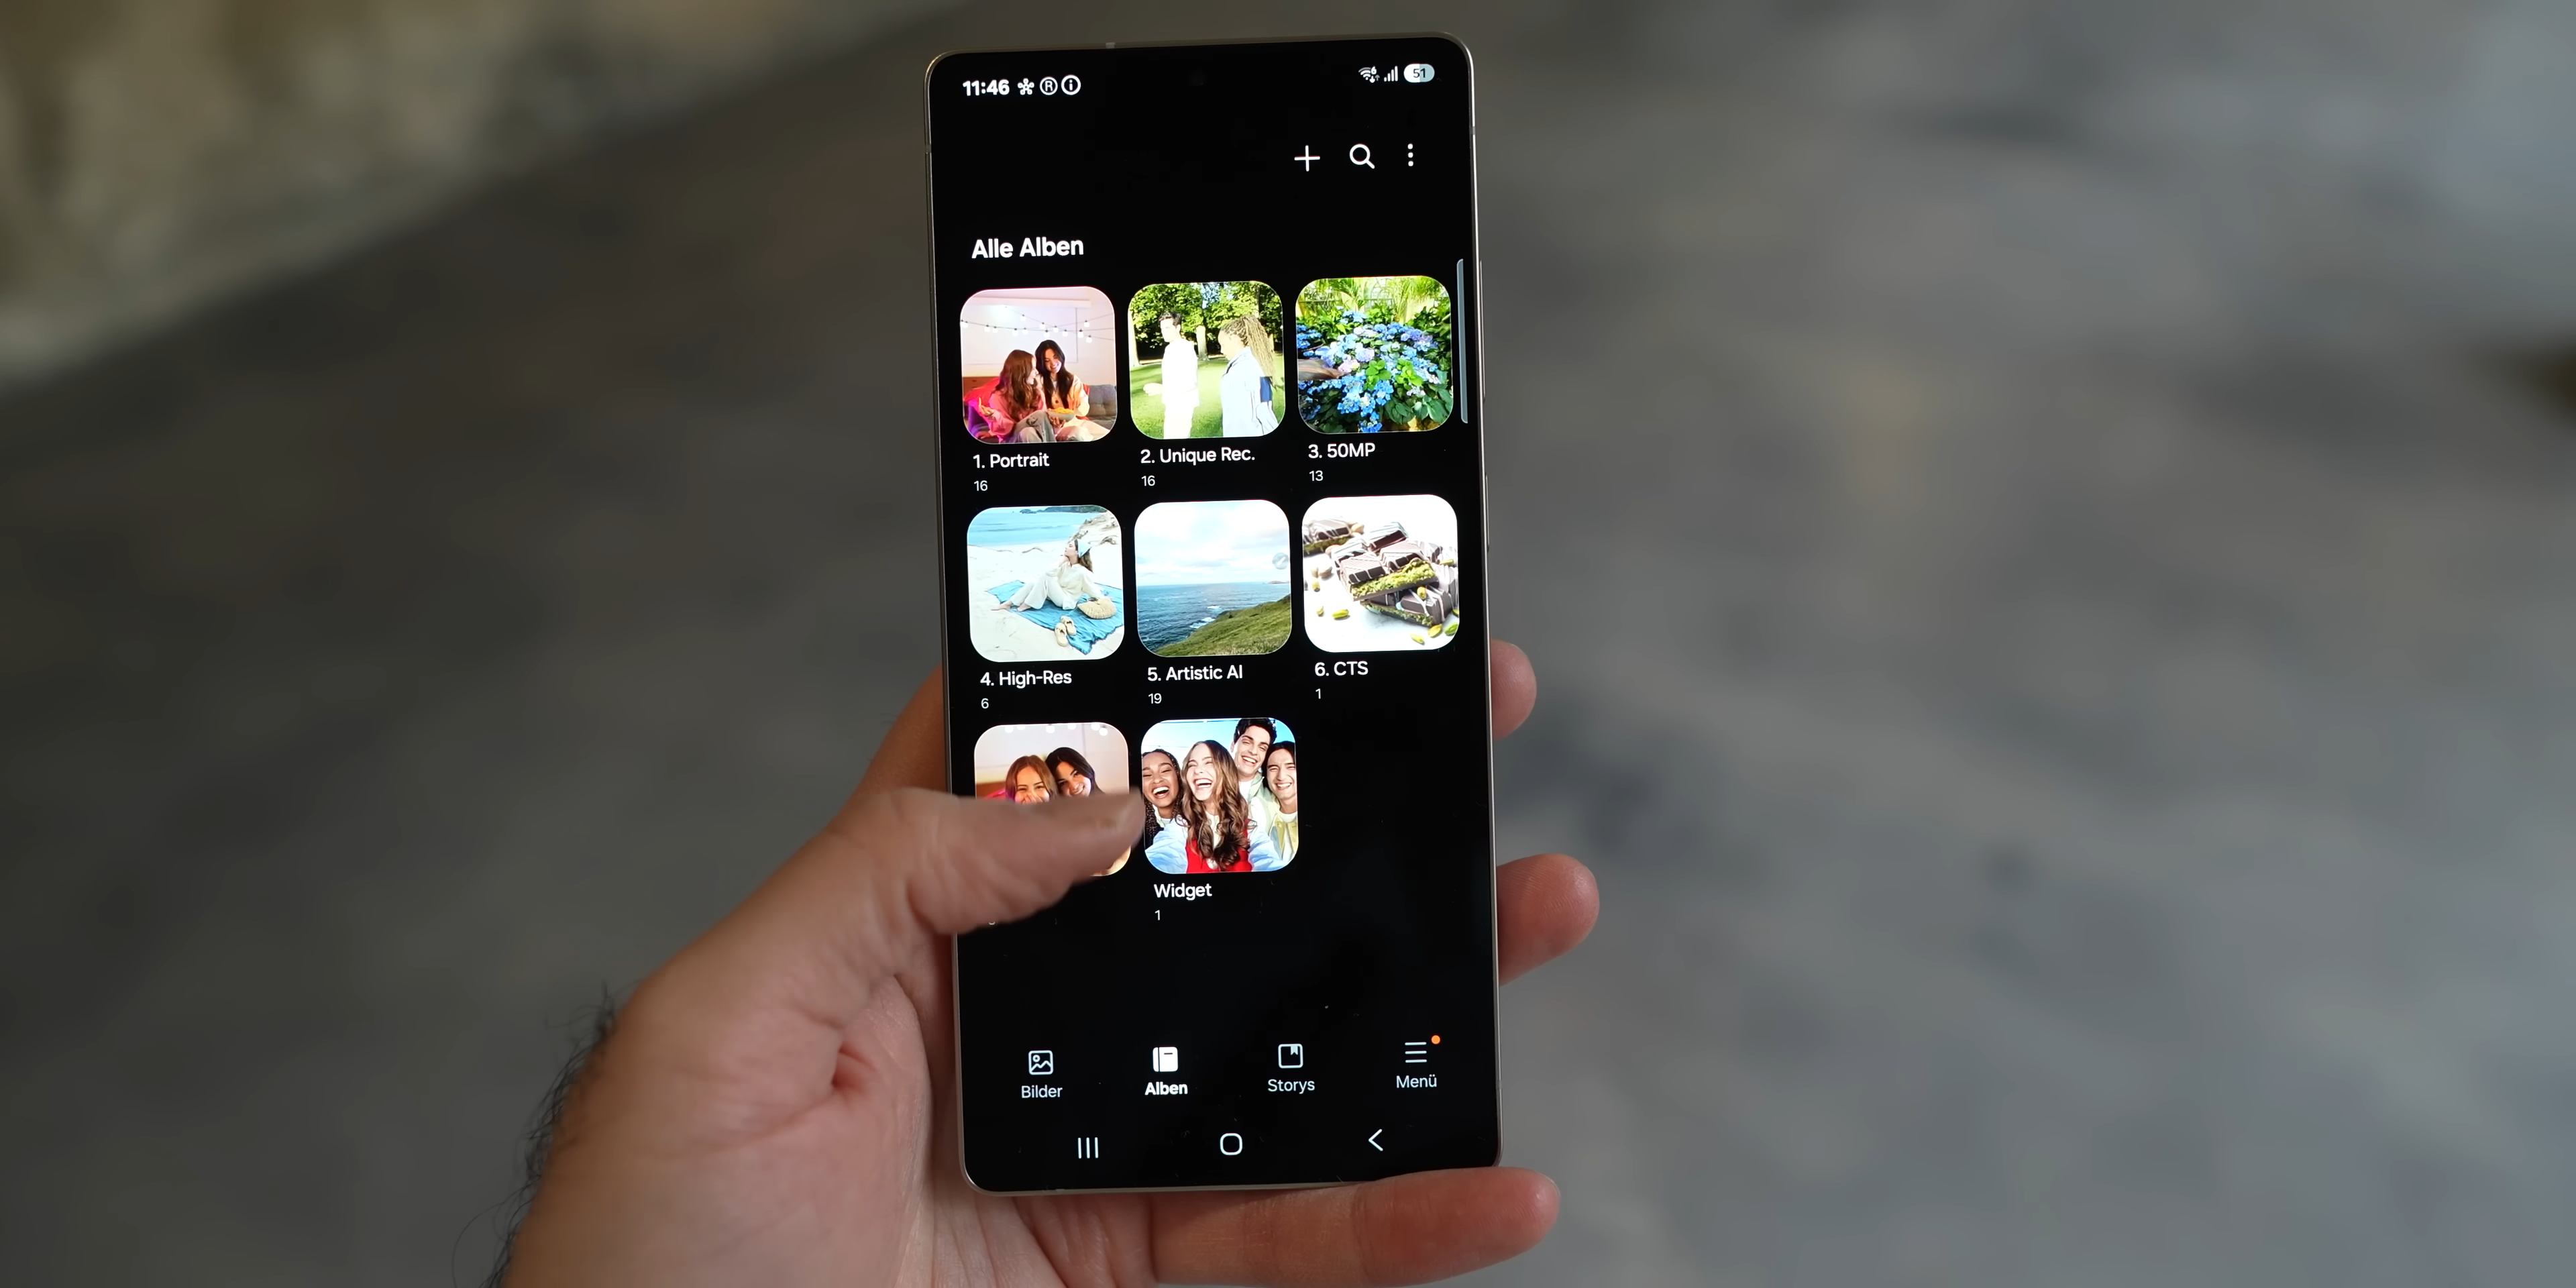 11:46 51
Alle Alben
1. Portrait
16
2. Unique Rec.
16
3. 50MP
13
4. High-Res
6
5. Artistic AI
19
6. CTS
1
Widget
1
Bilder
Alben
Storys
Menü